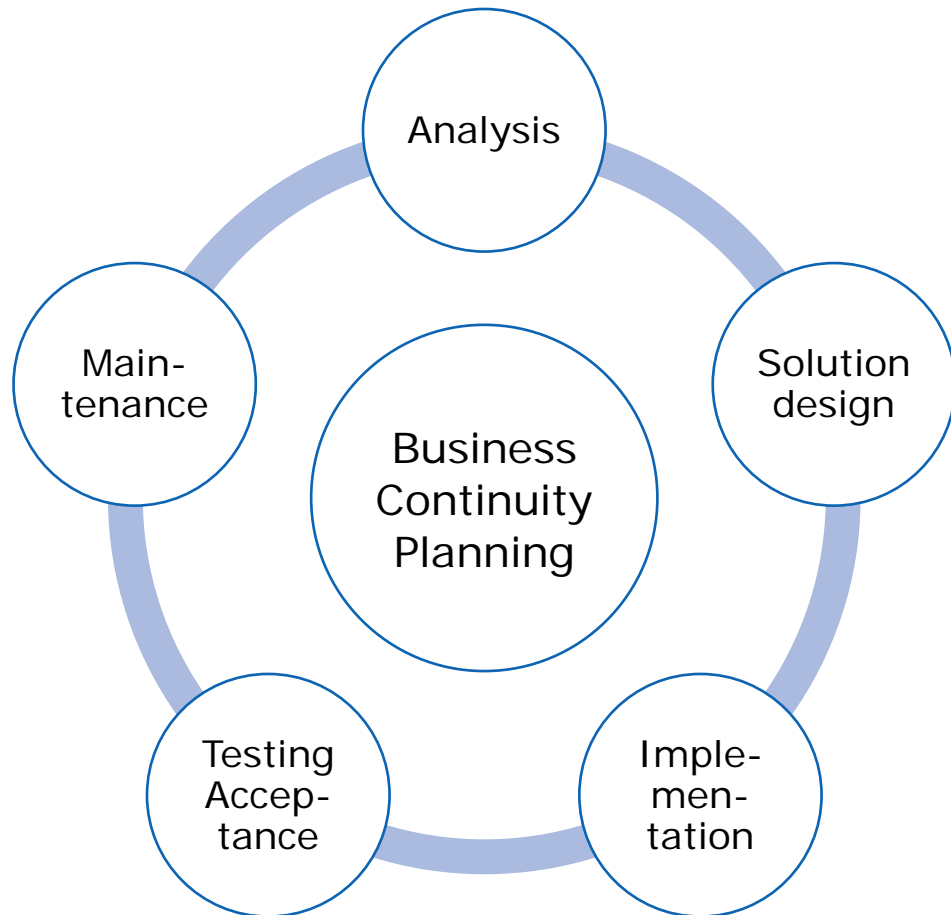 Analysis
Solution
design
Imple-
men-
tation
Testing
Accep-
tance
Main-
tenance
Business
Continuity
Planning